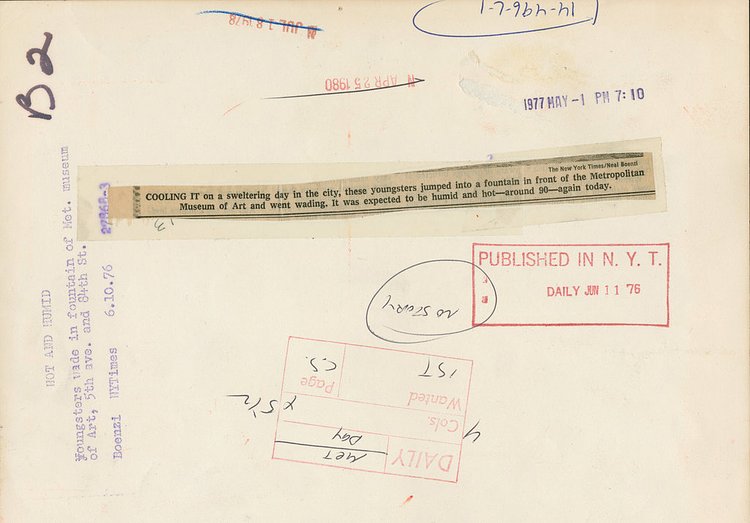 14-496-L-1
N JUL 18 1978
N APR 25 1980
B2
1977 MAY -1 PM 7:10
The New York Times/Neal Boenzi
COOLING IT on a sweltering day in the city, these youngsters jumped into a fountain in front of the Metropolitan
Museum of Art and went wading. It was expected to be humid and hot—around 90—again today.
13
HOT AND HUMID
Youngsters wade in fountain of Met. museum
of Art, 5th ave. and 84th St.
Boenzi NYTimes 6.10.76
PUBLISHED IN N. Y. T.
DAILY JUN 11 76
NO STORY
DAILY MET
DAY
Cols. 4 x 5 1/2
Wanted 1ST
Page C.S.